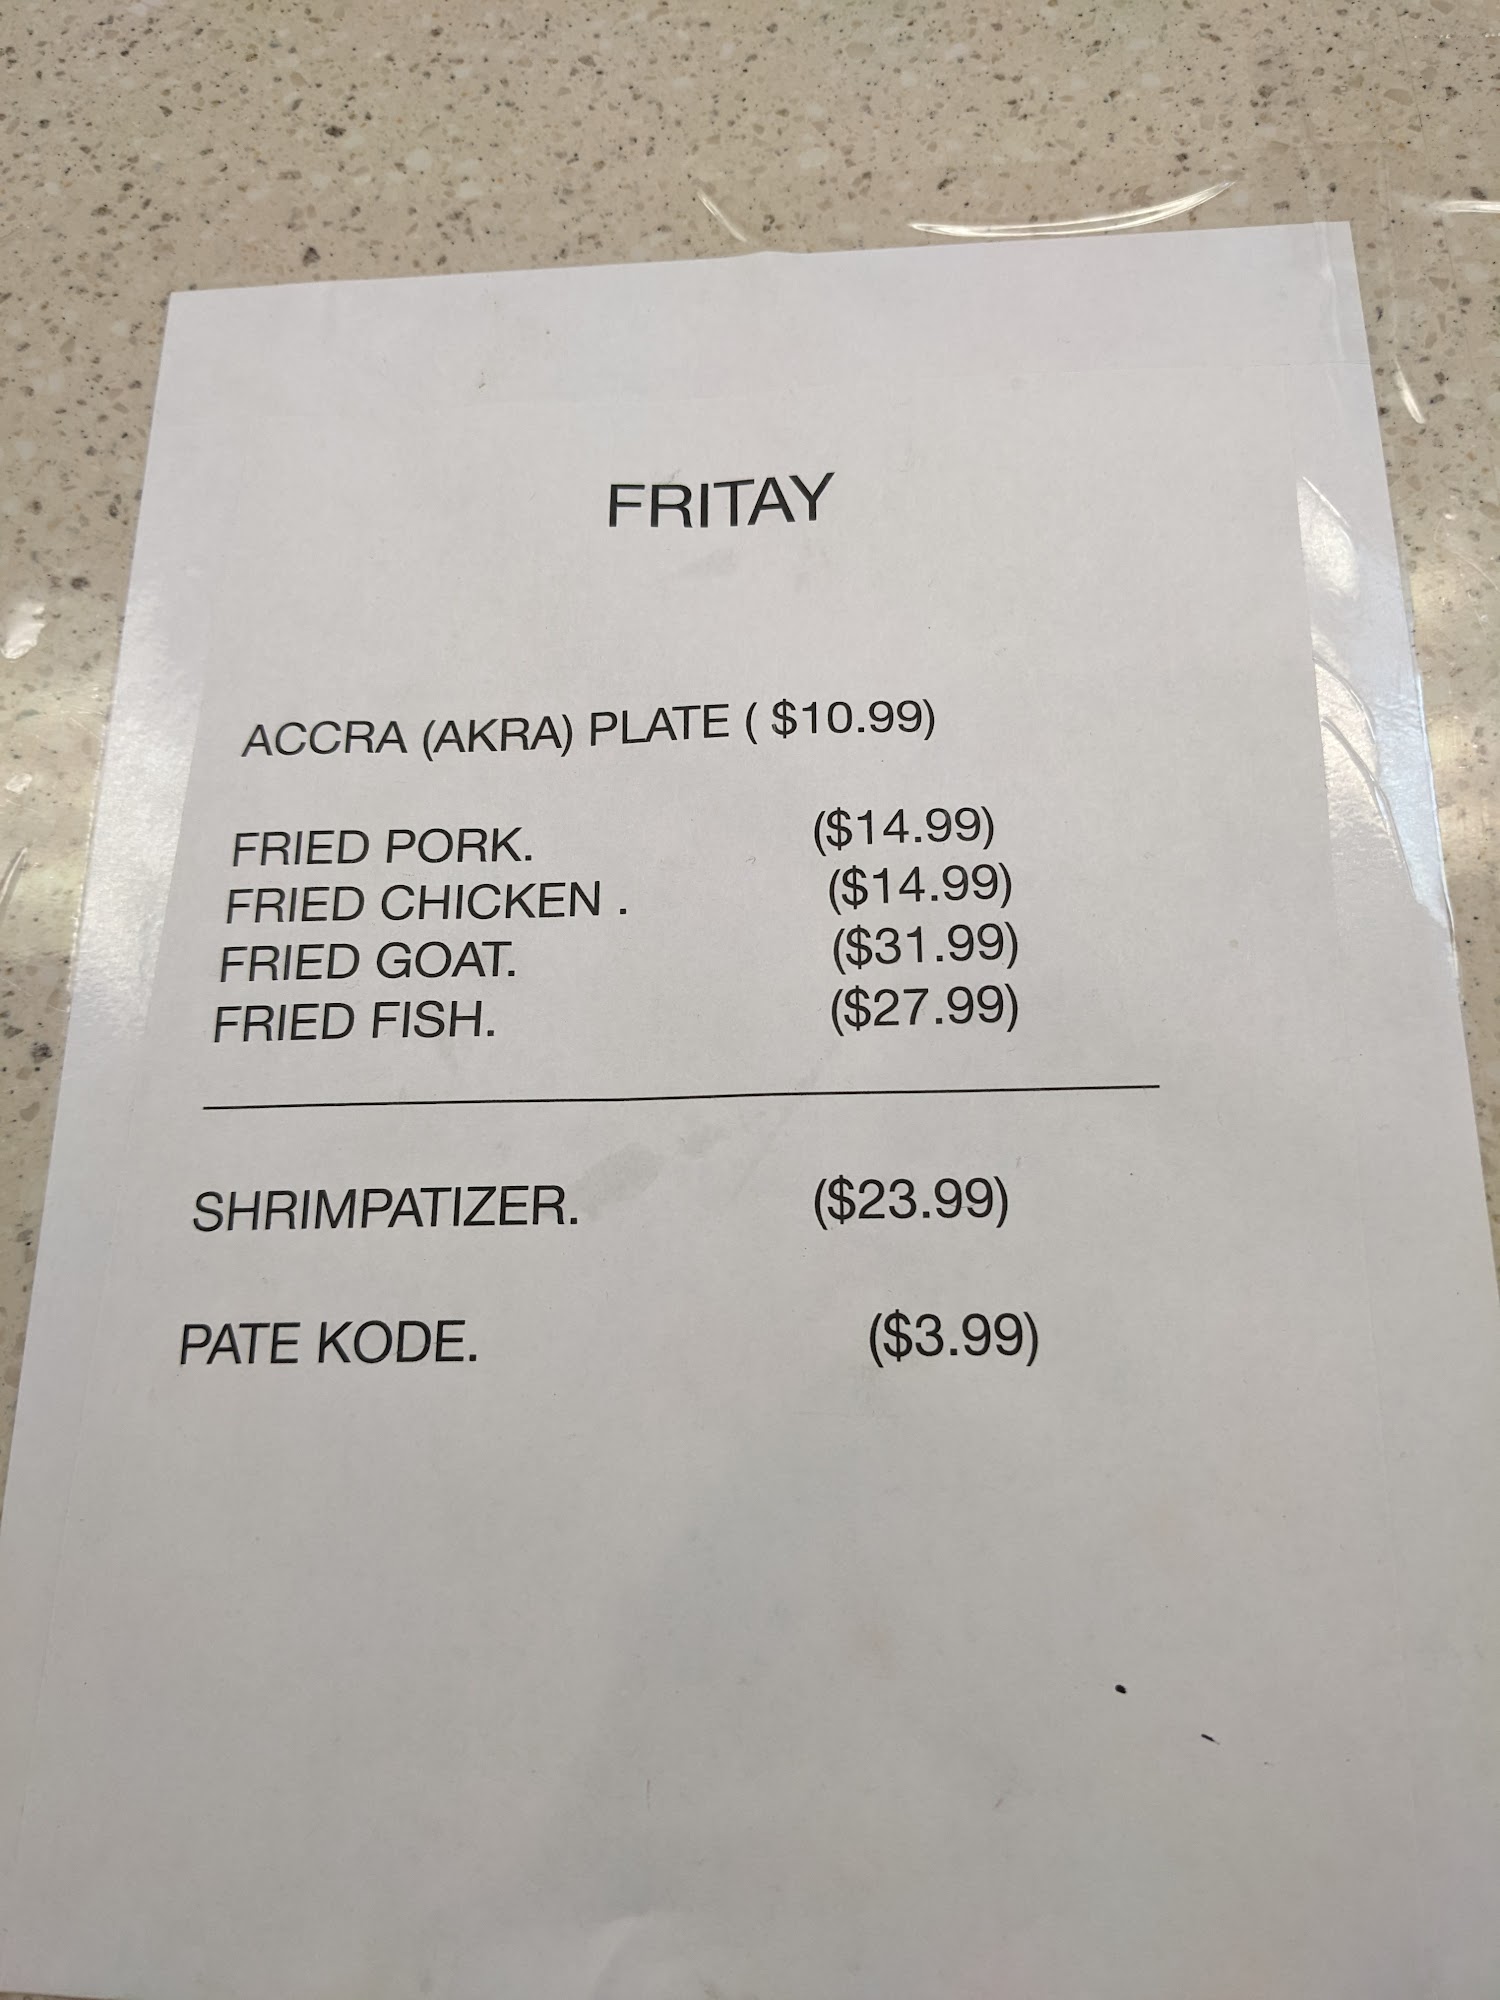 FRITAY
ACCRA (AKRA) PLATE ( $10.99)
FRIED PORK. ($14.99)
FRIED CHICKEN . ($14.99)
FRIED GOAT. ($31.99)
FRIED FISH. ($27.99)
SHRIMPATIZER. ($23.99)
PATE KODE. ($3.99)